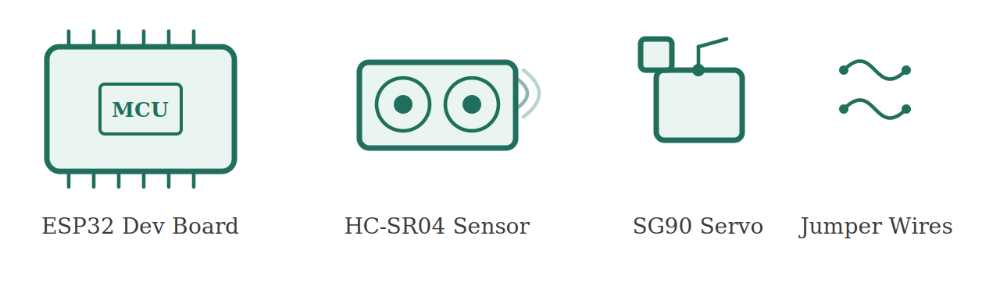 MCU
ESP32 Dev Board
HC-SR04 Sensor
SG90 Servo
Jumper Wires